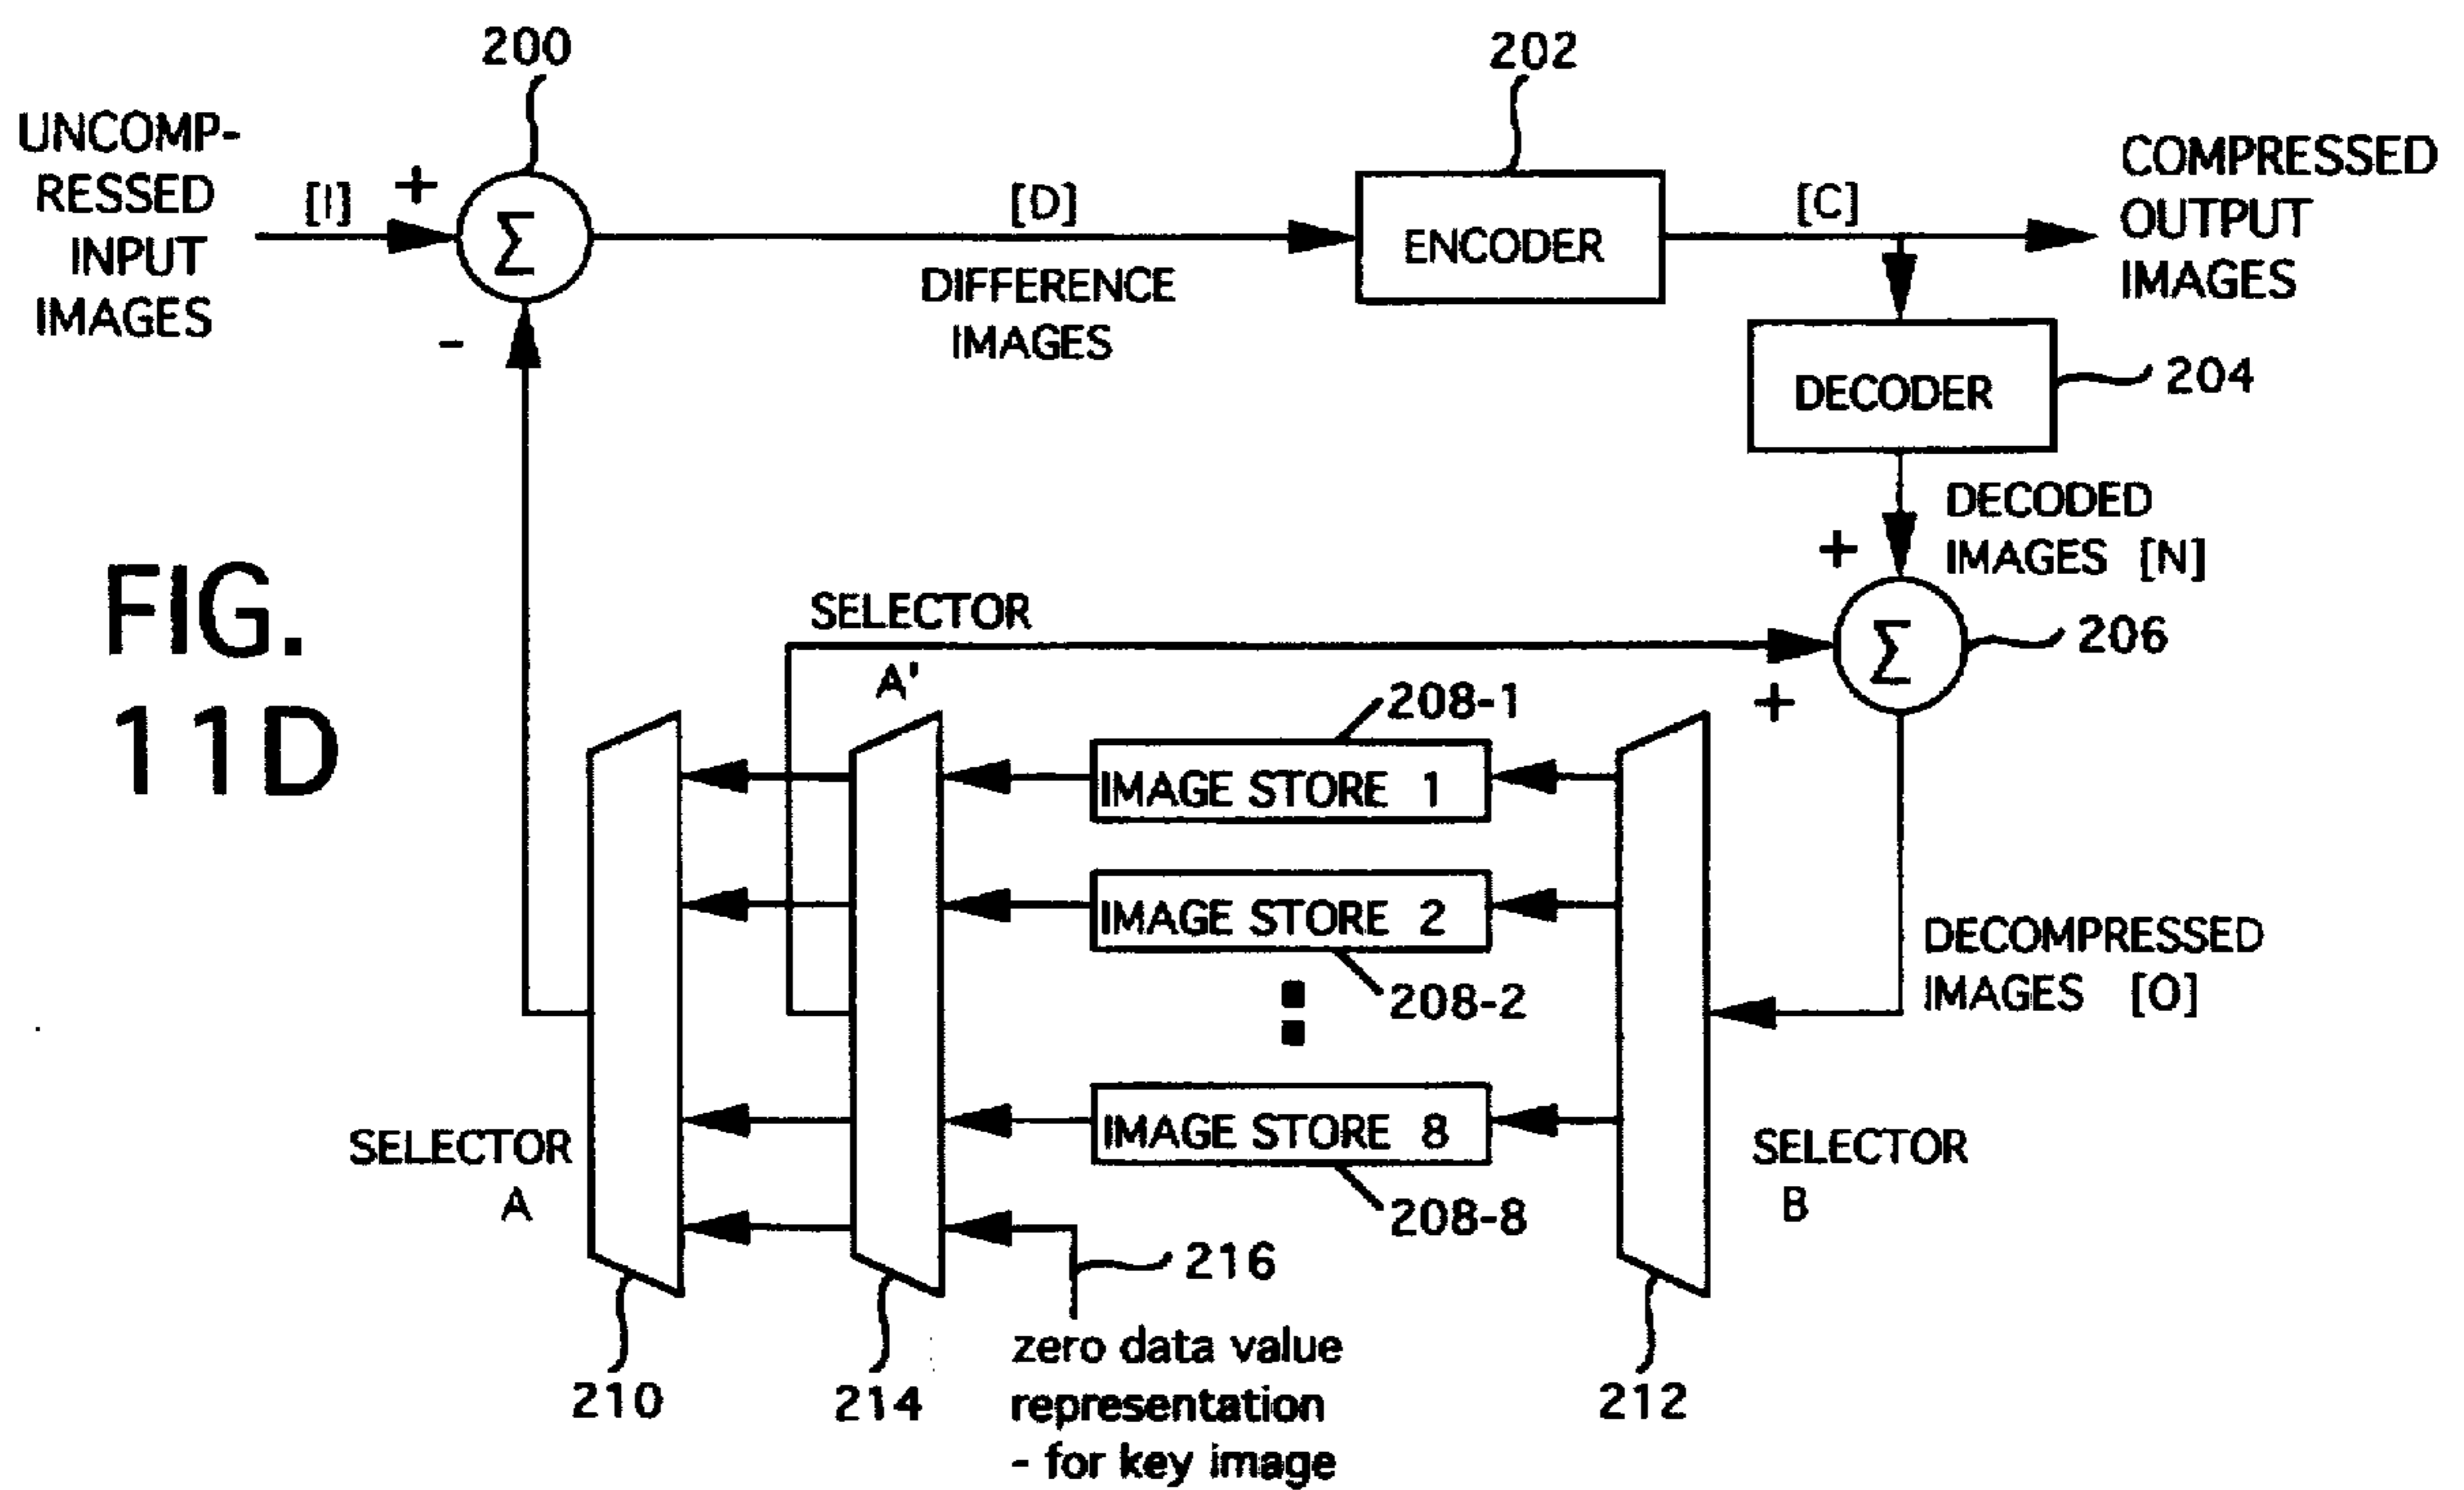 200
202
UNCOMP-
RESSED
INPUT
IMAGES
[I]
+
Σ
-
[D]
DIFFERENCE
IMAGES
ENCODER
[C]
COMPRESSED
OUTPUT
IMAGES
DECODER
204
DECODED
IMAGES [N]
+
Σ
206
+
FIG.
11D
SELECTOR
A'
208-1
IMAGE STORE 1
IMAGE STORE 2
208-2
IMAGE STORE 8
208-8
DECOMPRESSED
IMAGES [O]
SELECTOR
A
SELECTOR
B
216
zero data value
representation
- for key image
210
214
212